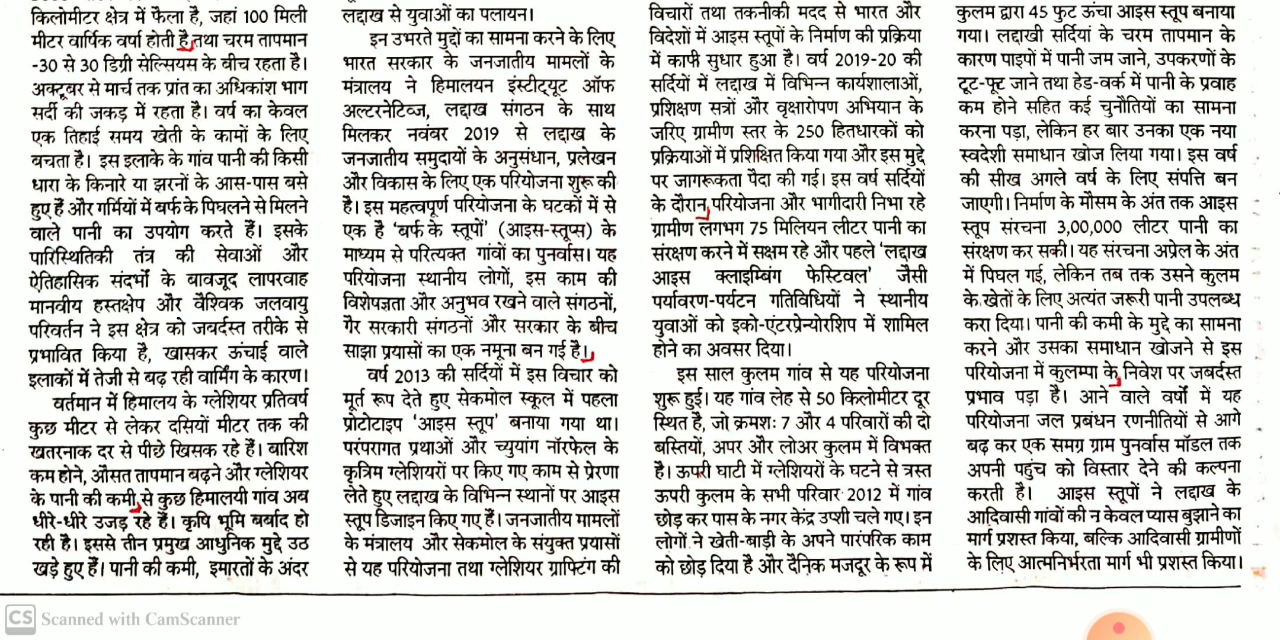 किलोमीटर क्षेत्र में फैला है, जहां 100 मिली
मीटर वार्षिक वर्षा होती है तथा चरम तापमान
-30 से 30 डिग्री सेल्सियस के बीच रहता है।
अक्टूबर से मार्च तक प्रांत का अधिकांश भाग
सर्दी की जकड़ में रहता है। वर्ष का केवल
एक तिहाई समय खेती के कामों के लिए
बचता है। इस इलाके के गांव पानी की किसी
धारा के किनारे या झरनों के आस-पास बसे
हुए हैं और गर्मियों में बर्फ के पिघलने से मिलने
वाले पानी का उपयोग करते हैं। इसके
पारिस्थितिकी तंत्र की सेवाओं और
ऐतिहासिक संदर्भों के बावजूद लापरवाह
मानवीय हस्तक्षेप और वैश्विक जलवायु
परिवर्तन ने इस क्षेत्र को जबर्दस्त तरीके से
प्रभावित किया है, खासकर ऊंचाई वाले
इलाकों में तेजी से बढ़ रही वार्मिंग के कारण।
वर्तमान में हिमालय के ग्लेशियर प्रतिवर्ष
कुछ मीटर से लेकर दसियों मीटर तक की
खतरनाक दर से पीछे खिसक रहे हैं। बारिश
कम होने, औसत तापमान बढ़ने और ग्लेशियर
के पानी की कमी से कुछ हिमालयी गांव अब
धीरे-धीरे उजड़ रहे हैं। कृषि भूमि बर्बाद हो
रही है। इससे तीन प्रमुख आधुनिक मुद्दे उठ
खड़े हुए हैं। पानी की कमी, इमारतों के अंदर
लद्दाख से युवाओं का पलायन।
इन उभरते मुद्दों का सामना करने के लिए
भारत सरकार के जनजातीय मामलों के
मंत्रालय ने हिमालयन इंस्टीट्यूट ऑफ
अल्टरनेटिव्ज, लद्दाख संगठन के साथ
मिलकर नवंबर 2019 से लद्दाख के
जनजातीय समुदायों के अनुसंधान, प्रलेखन
और विकास के लिए एक परियोजना शुरू की
है। इस महत्वपूर्ण परियोजना के घटकों में से
एक है 'बर्फ के स्तूपों' (आइस-स्तूप्स) के
माध्यम से परित्यक्त गांवों का पुनर्वास। यह
परियोजना स्थानीय लोगों, इस काम की
विशेषज्ञता और अनुभव रखने वाले संगठनों,
गैर सरकारी संगठनों और सरकार के बीच
साझा प्रयासों का एक नमूना बन गई है।
वर्ष 2013 की सर्दियों में इस विचार को
मूर्त रूप देते हुए सेकमोल स्कूल में पहला
प्रोटोटाइप 'आइस स्तूप' बनाया गया था।
परंपरागत प्रथाओं और च्युयांग नॉरफेल के
कृत्रिम ग्लेशियरों पर किए गए काम से प्रेरणा
लेते हुए लद्दाख के विभिन्न स्थानों पर आइस
स्तूप डिजाइन किए गए हैं। जनजातीय मामलों
के मंत्रालय और सेकमोल के संयुक्त प्रयासों
से यह परियोजना तथा ग्लेशियर ग्राफ्टिंग की
विचारों तथा तकनीकी मदद से भारत और
विदेशों में आइस स्तूपों के निर्माण की प्रक्रिया
में काफी सुधार हुआ है। वर्ष 2019-20 की
सर्दियों में लद्दाख में विभिन्न कार्यशालाओं,
प्रशिक्षण सत्रों और वृक्षारोपण अभियान के
जरिए ग्रामीण स्तर के 250 हितधारकों को
प्रक्रियाओं में प्रशिक्षित किया गया और इस मुद्दे
पर जागरूकता पैदा की गई। इस वर्ष सर्दियों
के दौरान परियोजना और भागीदारी निभा रहे
ग्रामीण लगभग 75 मिलियन लीटर पानी का
संरक्षण करने में सक्षम रहे और पहले 'लद्दाख
आइस क्लाइम्बिंग फेस्टिवल' जैसी
पर्यावरण-पर्यटन गतिविधियों ने स्थानीय
युवाओं को इको-एंटरप्रेन्योरशिप में शामिल
होने का अवसर दिया।
इस साल कुलम गांव से यह परियोजना
शुरू हुई। यह गांव लेह से 50 किलोमीटर दूर
स्थित है, जो क्रमशः 7 और 4 परिवारों की दो
बस्तियों, अपर और लोअर कुलम में विभक्त
है। ऊपरी घाटी में ग्लेशियरों के घटने से त्रस्त
ऊपरी कुलम के सभी परिवार 2012 में गांव
छोड़ कर पास के नगर केंद्र उप्शी चले गए। इन
लोगों ने खेती-बाड़ी के अपने पारंपरिक काम
को छोड़ दिया है और दैनिक मजदूर के रूप में
कुलम द्वारा 45 फुट ऊंचा आइस स्तूप बनाया
गया। लद्दाखी सर्दियां के चरम तापमान के
कारण पाइपों में पानी जम जाने, उपकरणों के
टूट-फूट जाने तथा हेड-वर्क में पानी के प्रवाह
कम होने सहित कई चुनौतियों का सामना
करना पड़ा, लेकिन हर बार उनका एक नया
स्वदेशी समाधान खोज लिया गया। इस वर्ष
की सीख अगले वर्ष के लिए संपत्ति बन
जाएगी। निर्माण के मौसम के अंत तक आइस
स्तूप संरचना 3,00,000 लीटर पानी का
संरक्षण कर सकी। यह संरचना अप्रेल के अंत
में पिघल गई, लेकिन तब तक उसने कुलम
के खेतों के लिए अत्यंत जरूरी पानी उपलब्ध
करा दिया। पानी की कमी के मुद्दे का सामना
करने और उसका समाधान खोजने से इस
परियोजना में कुलम्पा के निवेश पर जबर्दस्त
प्रभाव पड़ा है। आने वाले वर्षों में यह
परियोजना जल प्रबंधन रणनीतियों से आगे
बढ़ कर एक समग्र ग्राम पुनर्वास मॉडल तक
अपनी पहुंच को विस्तार देने की कल्पना
करती है। आइस स्तूपों ने लद्दाख के
आदिवासी गांवों की न केवल प्यास बुझाने का
मार्ग प्रशस्त किया, बल्कि आदिवासी ग्रामीणों
के लिए आत्मनिर्भरता मार्ग भी प्रशस्त किया।
CS Scanned with CamScanner